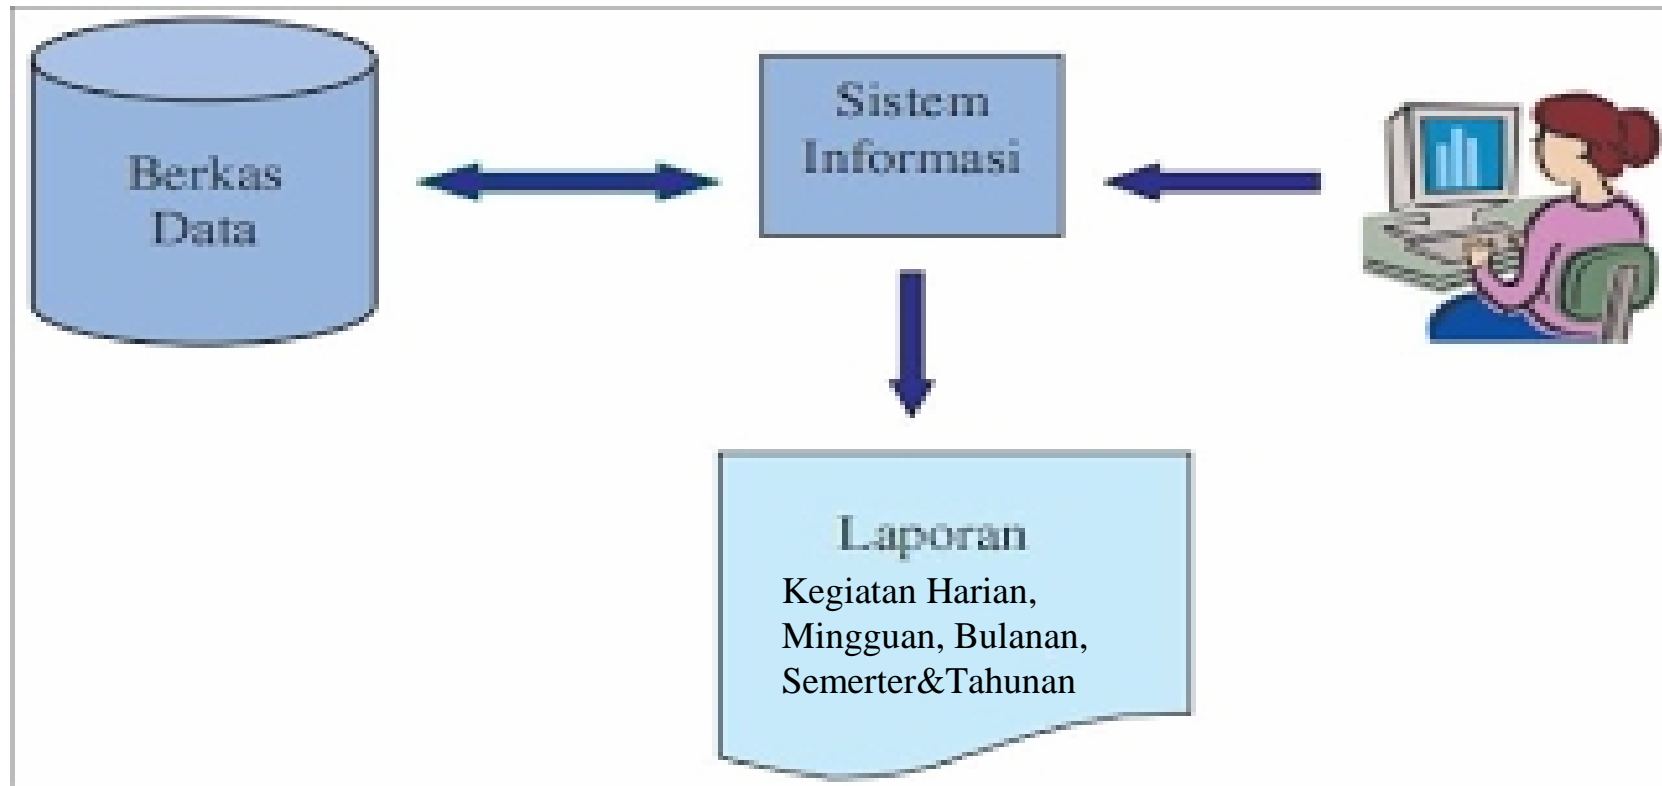 Berkas
Data
Sistem
Informasi
Laporan
Kegiatan Harian,
Mingguan, Bulanan,
Semerter&Tahunan